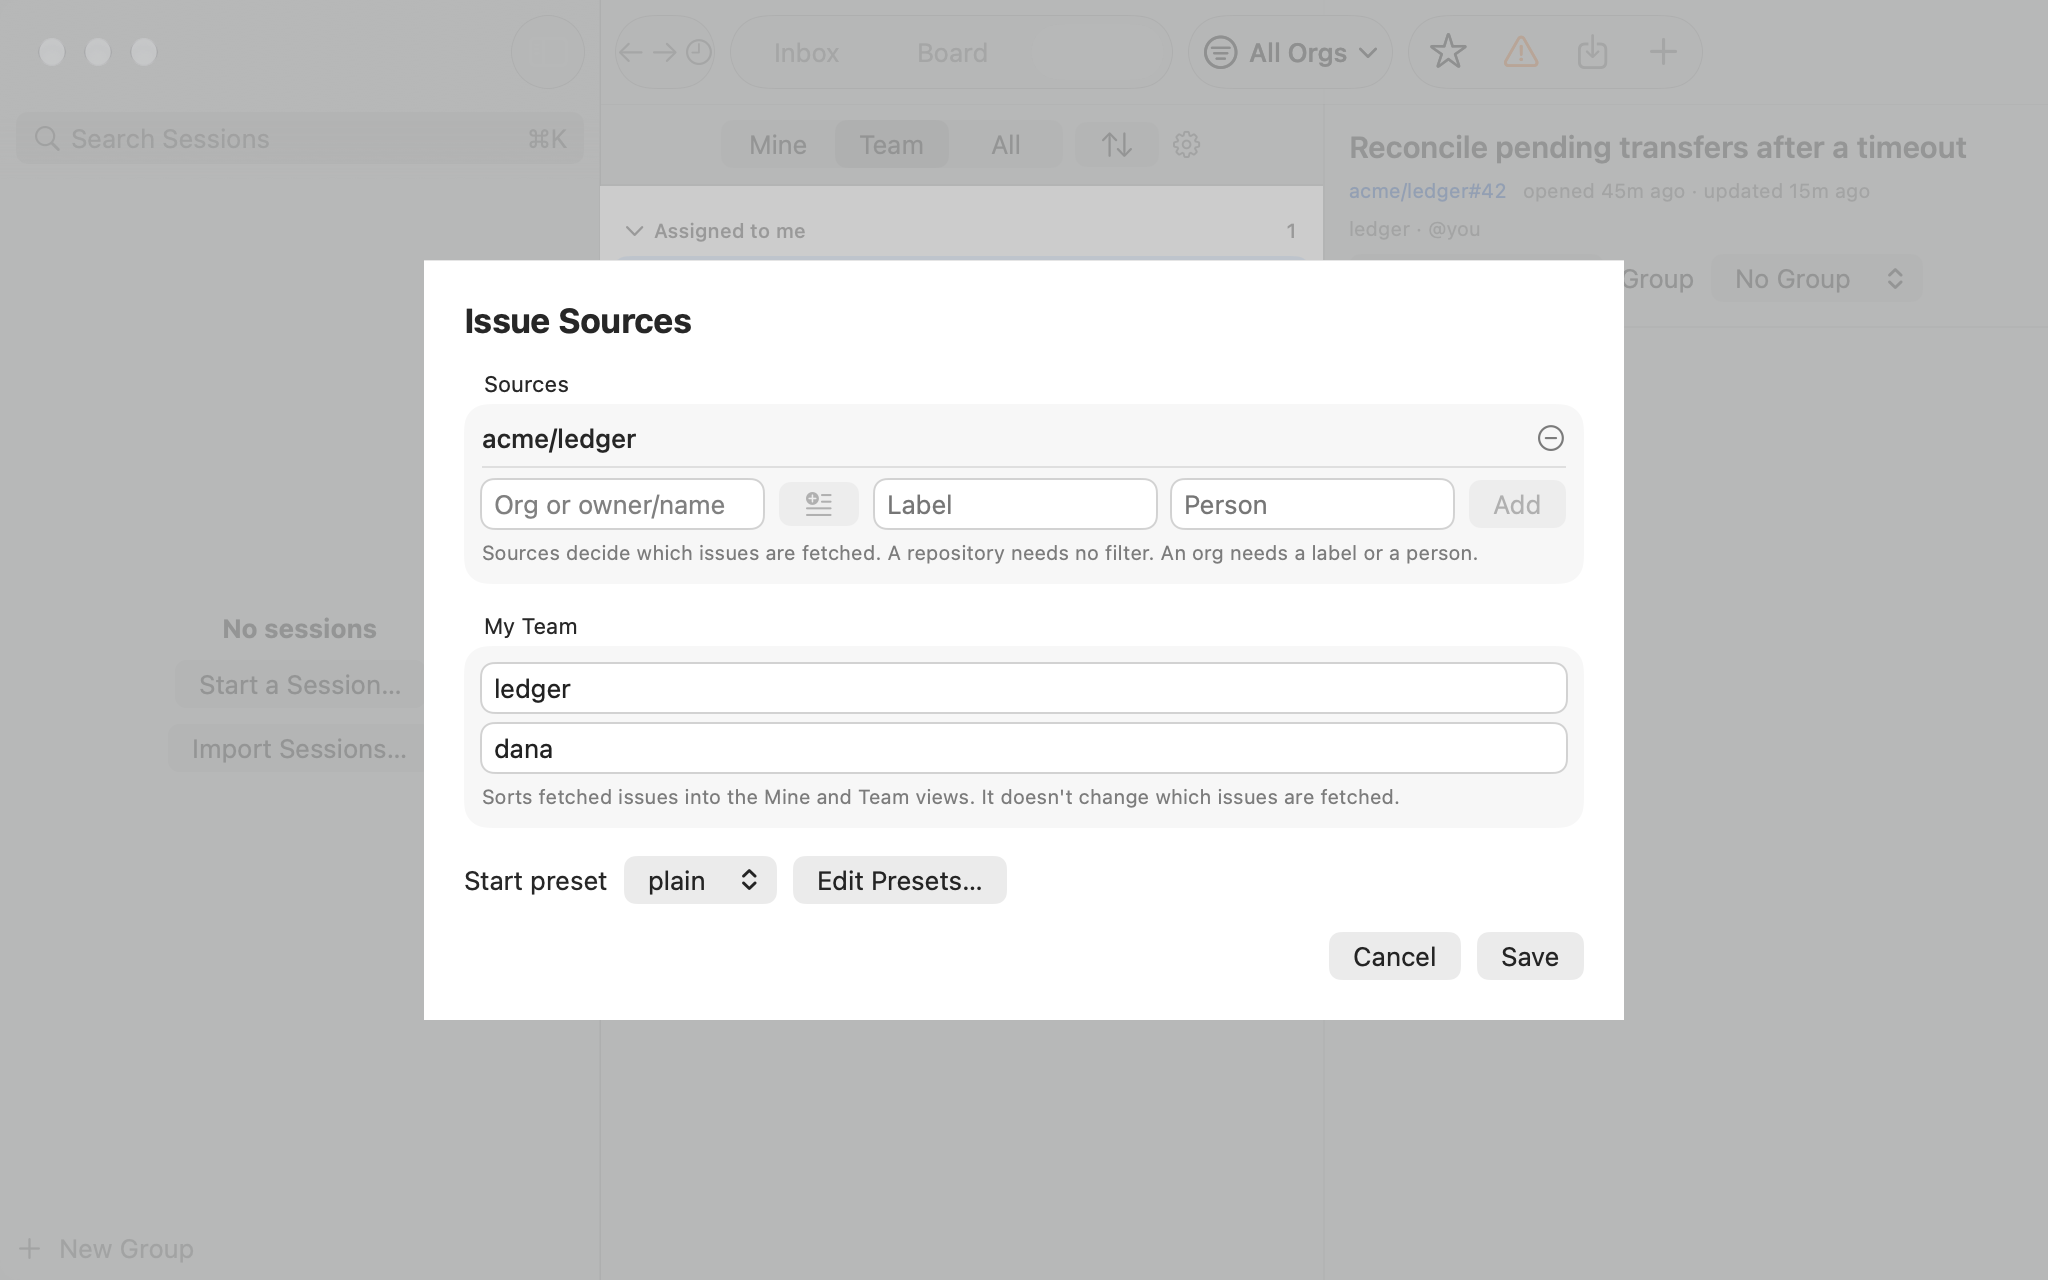 Inbox
Board
All Orgs
Search Sessions
⌘K
Mine
Team
All
Reconcile pending transfers after a timeout
acme/ledger#42 opened 45m ago · updated 15m ago
ledger · @you
Assigned to me
1
Group
No Group
Issue Sources
Sources
acme/ledger
Org or owner/name
Label
Person
Add
Sources decide which issues are fetched. A repository needs no filter. An org needs a label or a person.
My Team
ledger
dana
Sorts fetched issues into the Mine and Team views. It doesn't change which issues are fetched.
Start preset
plain
Edit Presets...
Cancel
Save
No sessions
Start a Session...
Import Sessions...
New Group